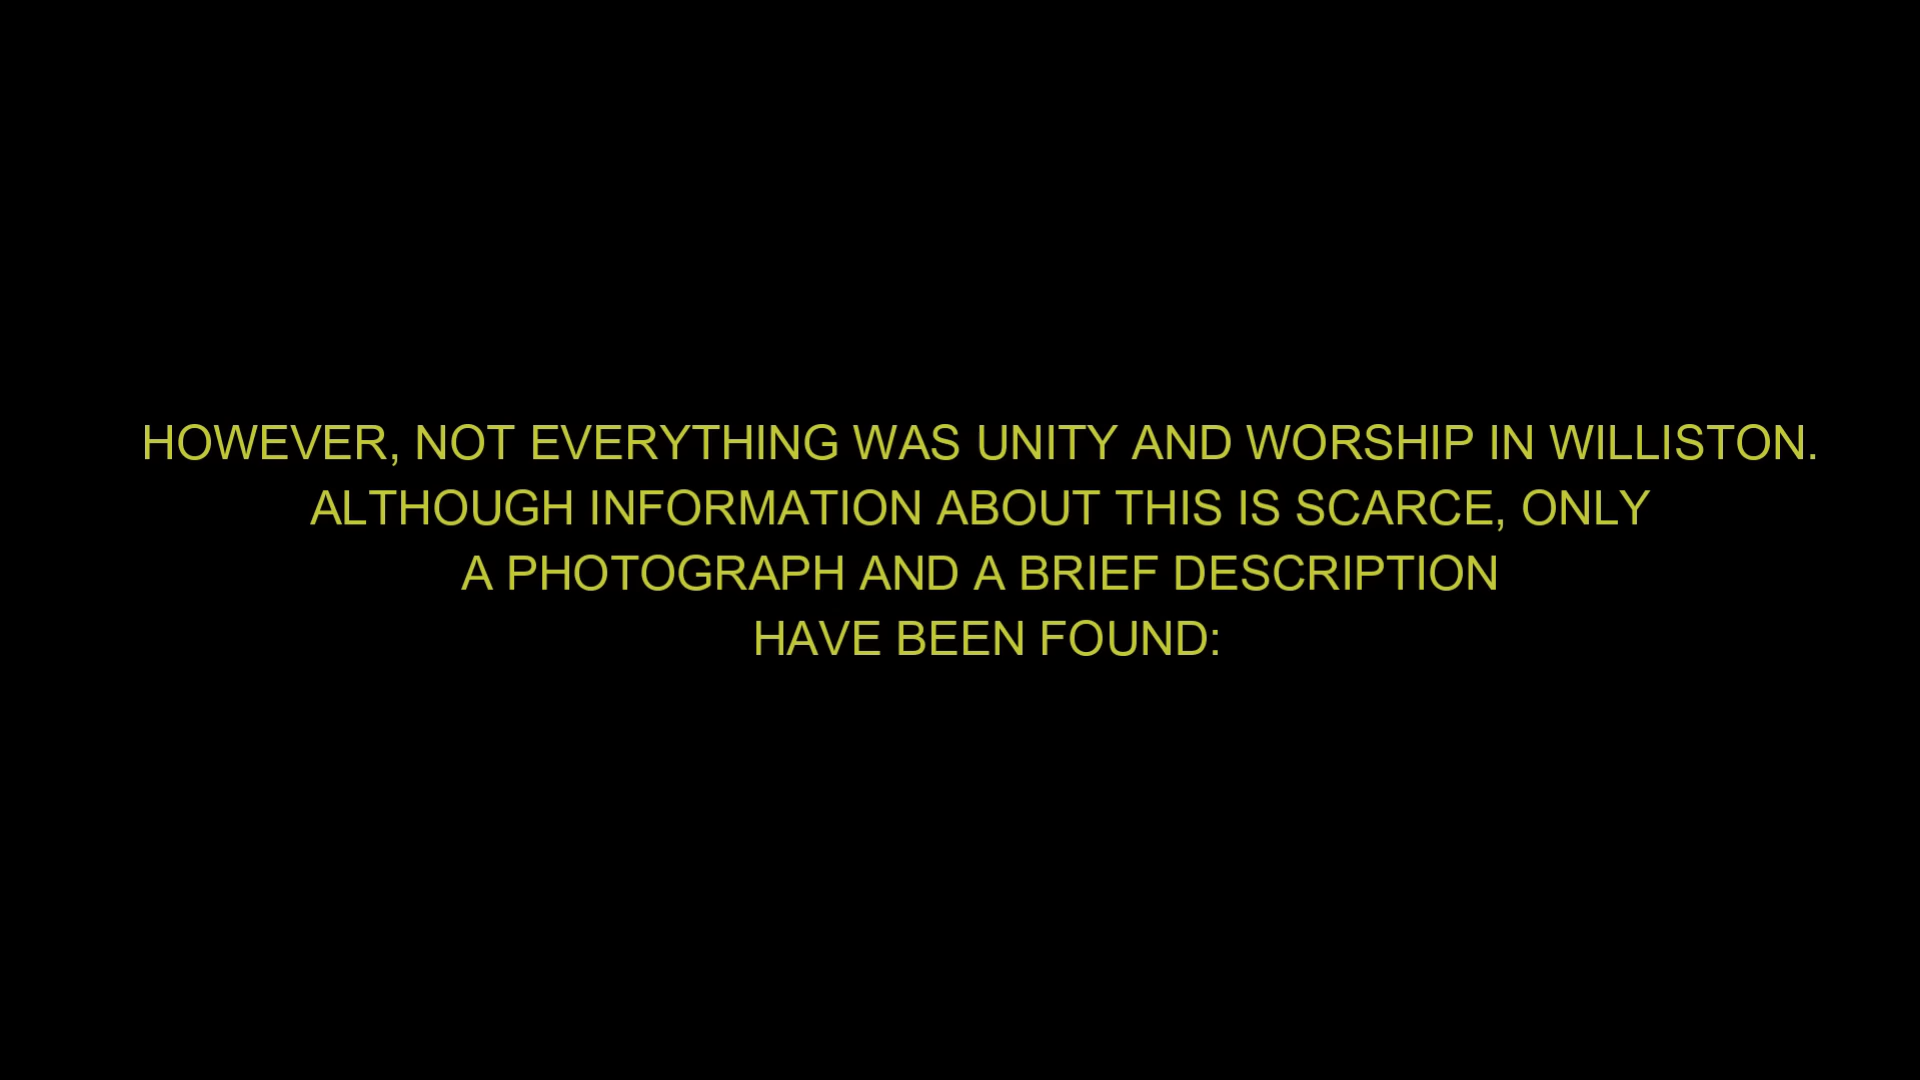 HOWEVER, NOT EVERYTHING WAS UNITY AND WORSHIP IN WILLISTON.
ALTHOUGH INFORMATION ABOUT THIS IS SCARCE, ONLY
A PHOTOGRAPH AND A BRIEF DESCRIPTION
HAVE BEEN FOUND: